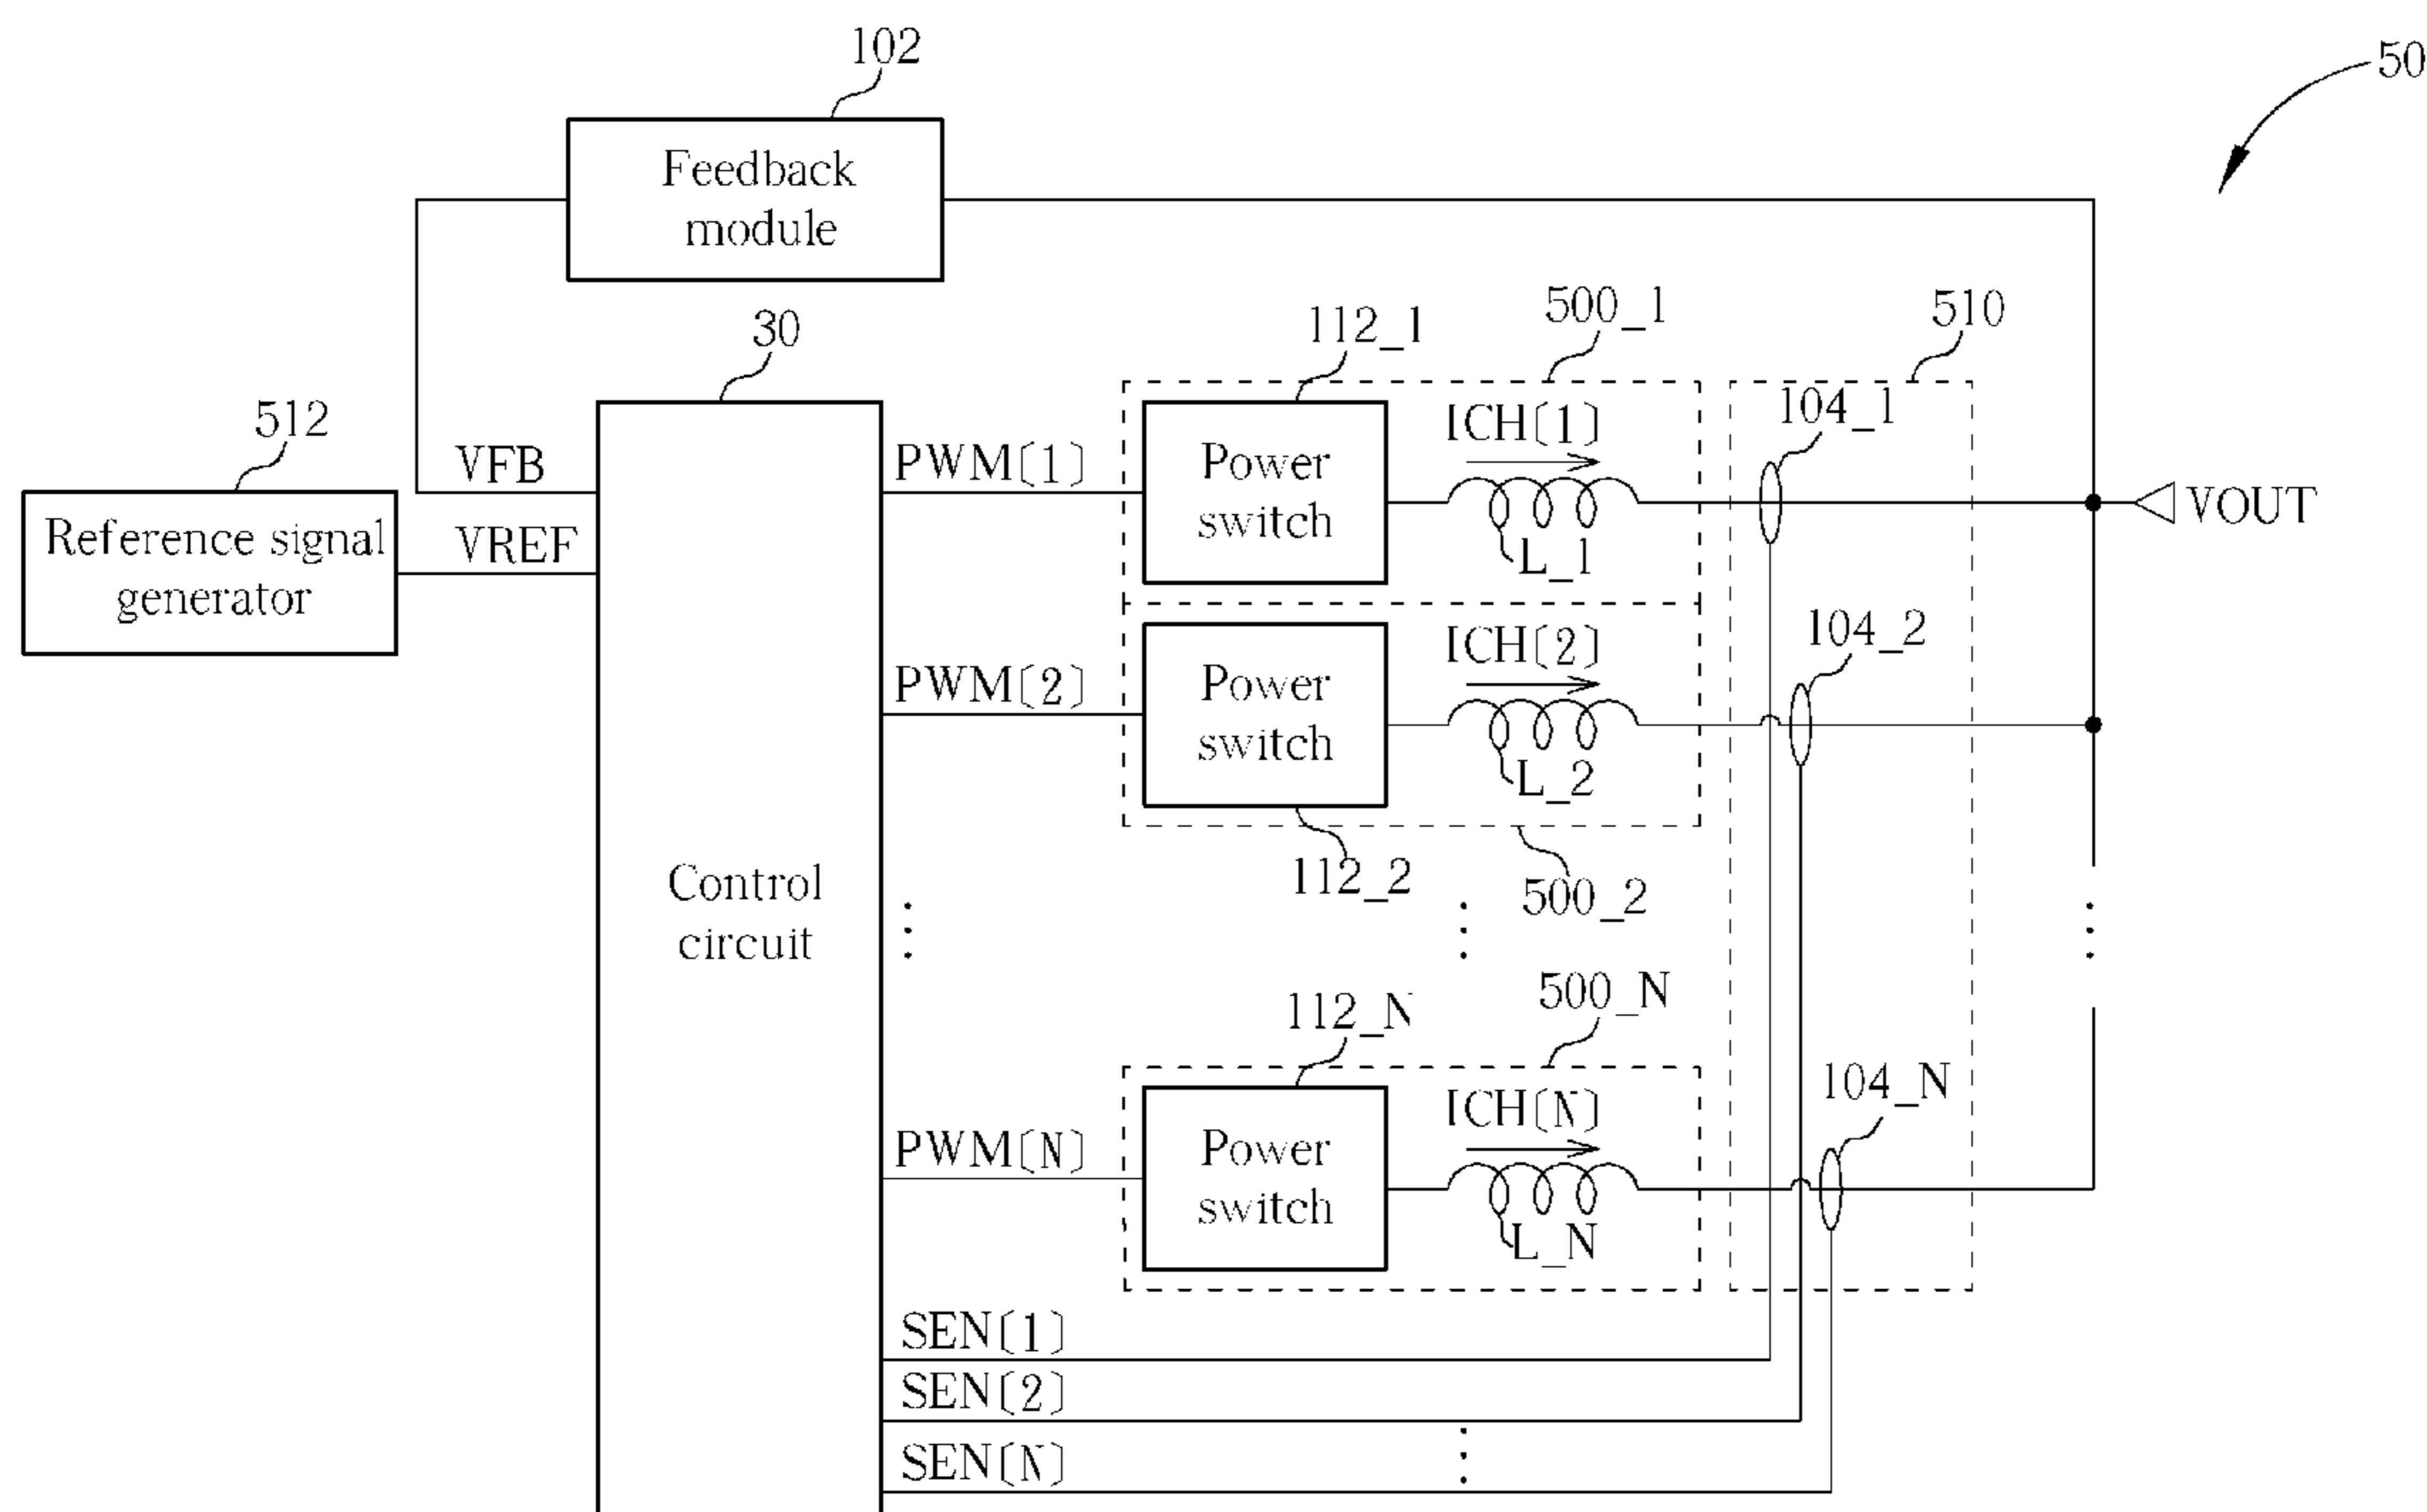 102
50
Feedback
module
30
112_1
500_1
510
512
104_1
VFB
PWM(1)
Power
switch
ICH(1)
L_1
VOUT
Reference signal
generator
VREF
104_2
PWM(2)
Power
switch
ICH(2)
L_2
112_2
500_2
Control
circuit
112_N
500_N
104_N
PWM(N)
Power
switch
ICH(N)
L_N
SEN(1)
SEN(2)
SEN(N)